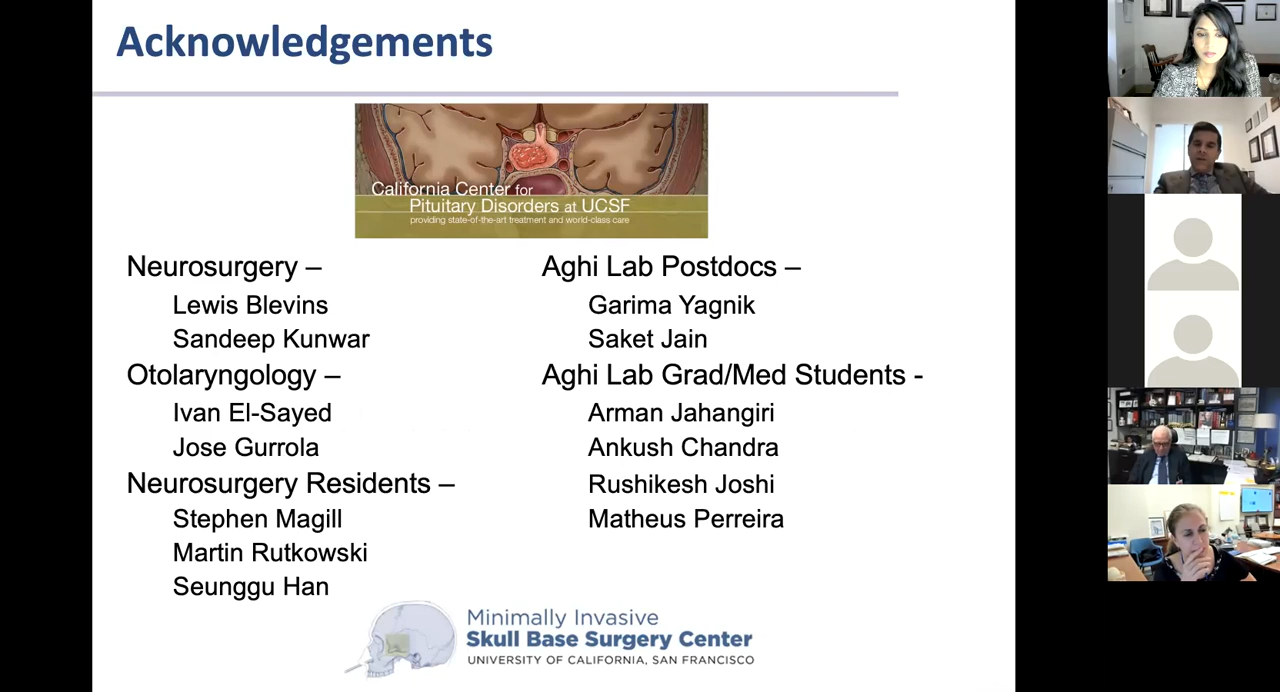 Acknowledgements
California Center for
Pituitary Disorders at UCSF
providing state-of-the-art treatment and world-class care
Neurosurgery –
Lewis Blevins
Sandeep Kunwar
Otolaryngology –
Ivan El-Sayed
Jose Gurrola
Neurosurgery Residents –
Stephen Magill
Martin Rutkowski
Seunggu Han
Aghi Lab Postdocs –
Garima Yagnik
Saket Jain
Aghi Lab Grad/Med Students -
Arman Jahangiri
Ankush Chandra
Rushikesh Joshi
Matheus Perreira
Minimally Invasive
Skull Base Surgery Center
UNIVERSITY OF CALIFORNIA, SAN FRANCISCO